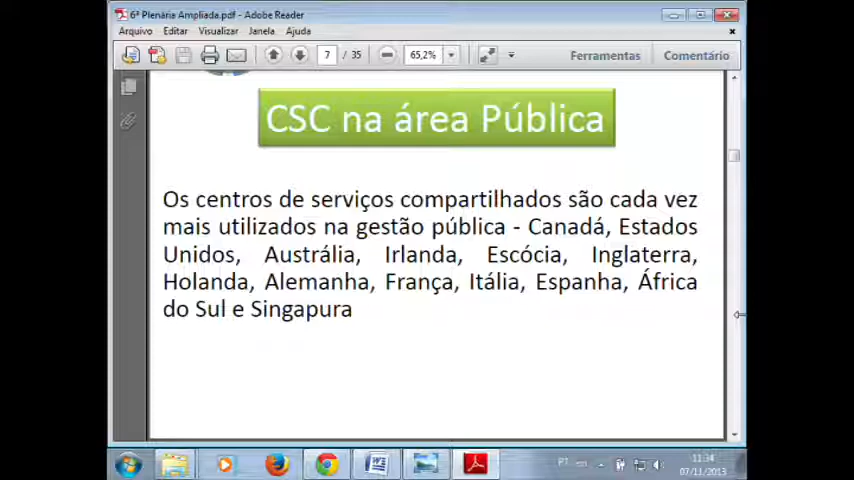 6ª Plenária Ampliada.pdf - Adobe Reader
Arquivo Editar Visualizar Janela Ajuda
7 / 35 65,2% Ferramentas Comentário
CSC na área Pública
Os centros de serviços compartilhados são cada vez
mais utilizados na gestão pública - Canadá, Estados
Unidos, Austrália, Irlanda, Escócia, Inglaterra,
Holanda, Alemanha, França, Itália, Espanha, África
do Sul e Singapura
PT 11:34
07/11/2013